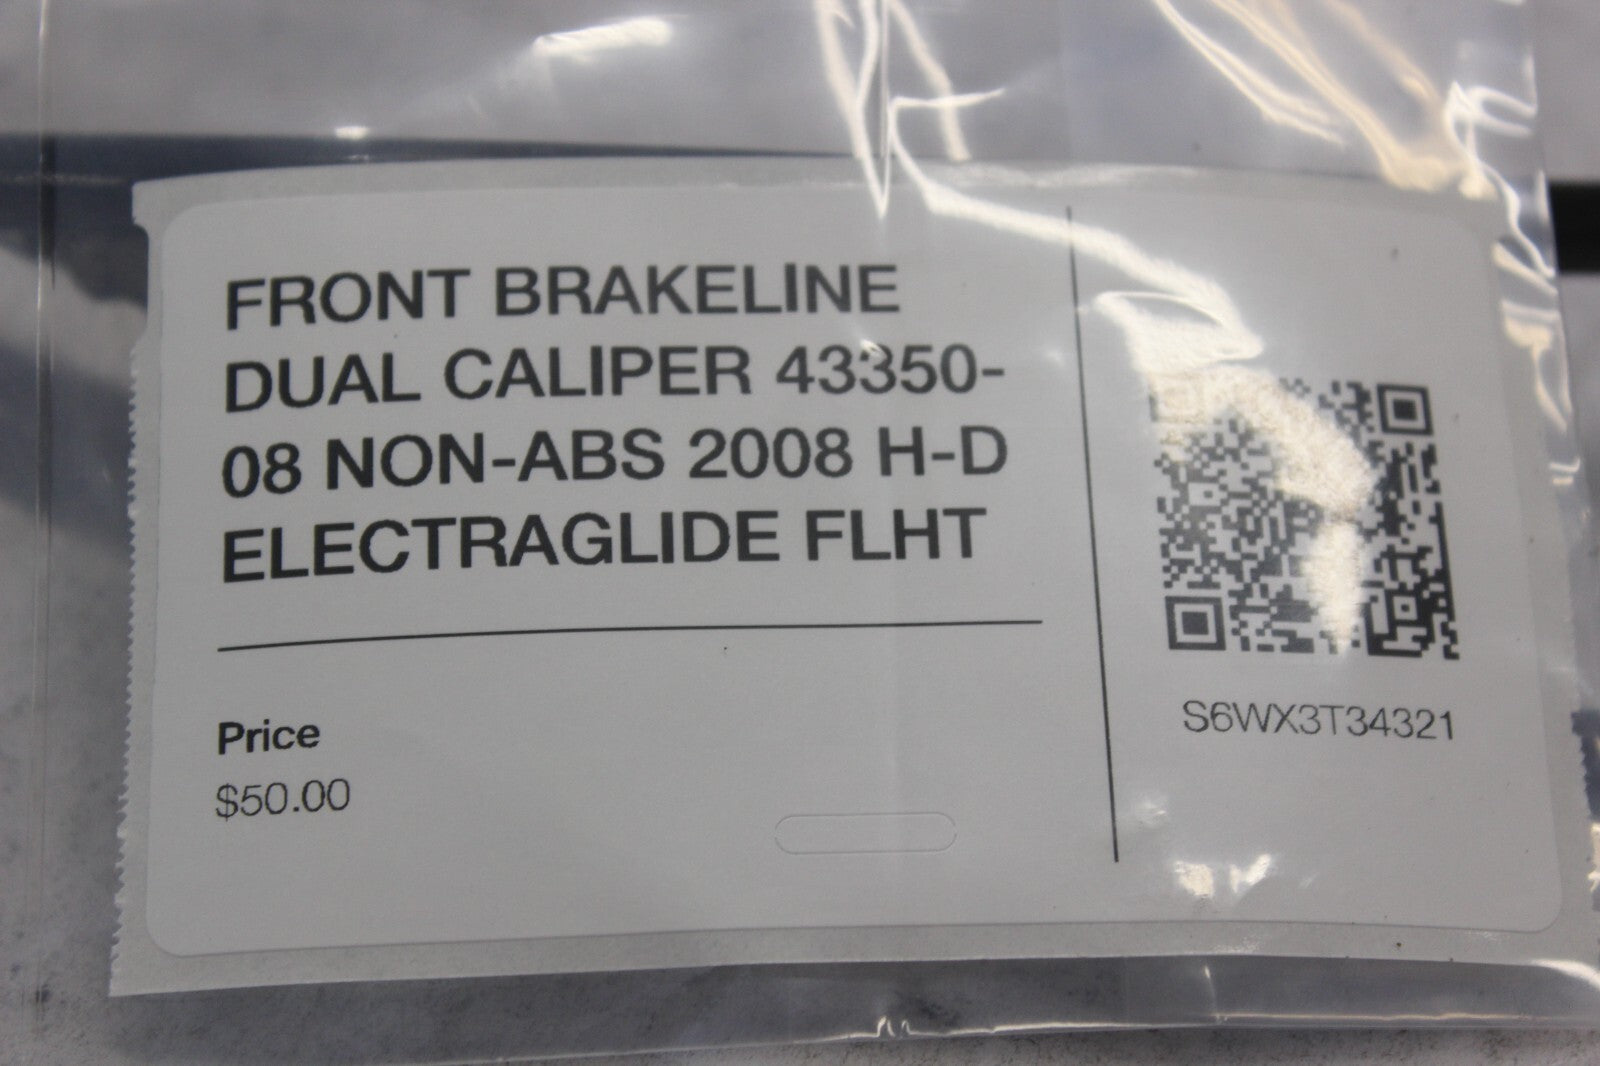 FRONT BRAKELINE
DUAL CALIPER 43350-
08 NON-ABS 2008 H-D
ELECTRAGLIDE FLHT
Price
$50.00
S6WX3T34321